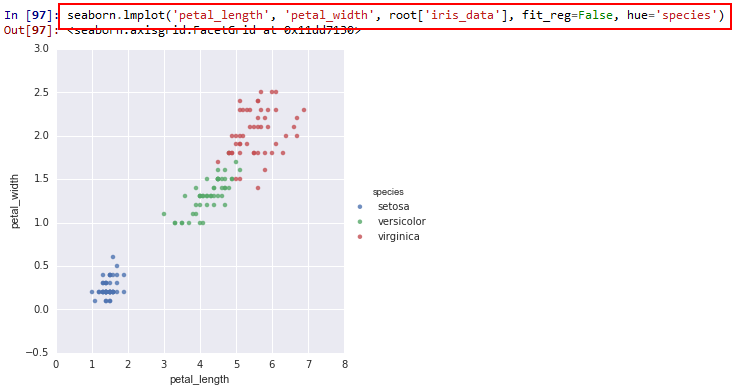 In [97]: seaborn.lmplot('petal_length', 'petal_width', root['iris_data'], fit_reg=False, hue='species')
Out[97]: <seaborn.axisgrid.FacetGrid at 0x11dd7130>
3.0
2.5
2.0
1.5
1.0
0.5
0.0
−0.5
petal_width
0 1 2 3 4 5 6 7 8
petal_length
species
setosa
versicolor
virginica